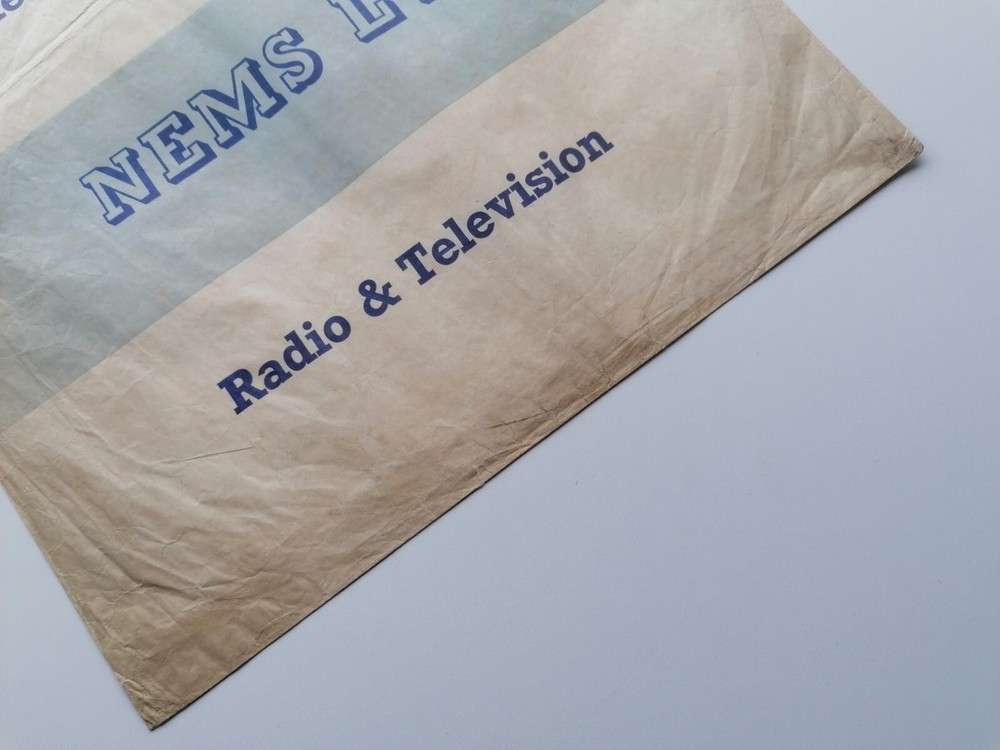 NEMS L
Radio & Television